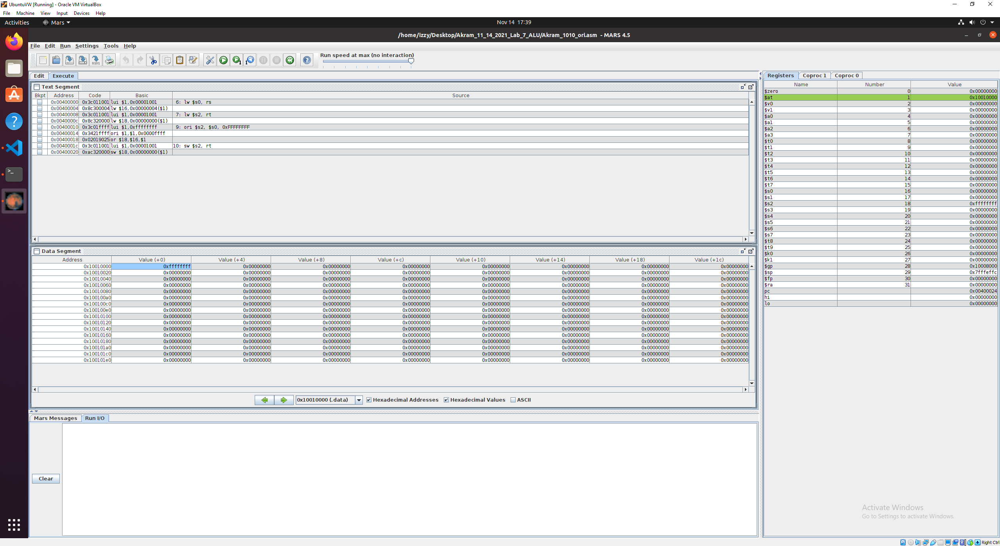 UbuntuVW [Running] - Oracle VM VirtualBox
File Machine View Input Devices Help
Activities Mars Nov 14 17:39
/home/izzy/Desktop/Akram_11_14_2021_Lab_7_ALU/Akram_1010_ori.asm - MARS 4.5
File Edit Run Settings Tools Help
Run speed at max (no interaction)
Edit Execute
Text Segment
Bkpt Address Code Basic Source
0x00400000 0x3c011001 lui $1,0x00001001 6: lw $s0, rs
0x00400004 0x8c300004 lw $16,0x00000004($1)
0x00400008 0x3c011001 lui $1,0x00001001 7: lw $s2, rt
0x0040000c 0x8c320000 lw $18,0x00000000($1)
0x00400010 0x3c01ffff lui $1,0xffffffff 9: ori $s2, $s0, 0xFFFFFFFF
0x00400014 0x3421ffff ori $1,$1,0x0000ffff
0x00400018 0x02019025 or $18,$16,$1
0x0040001c 0x3c011001 lui $1,0x00001001 10: sw $s2, rt
0x00400020 0xac320000 sw $18,0x00000000($1)
Data Segment
Address Value (+0) Value (+4) Value (+8) Value (+c) Value (+10) Value (+14) Value (+18) Value (+1c)
0x10010000 0xffffffff 0x00000000 0x00000000 0x00000000 0x00000000 0x00000000 0x00000000 0x00000000
0x10010020 0x00000000 0x00000000 0x00000000 0x00000000 0x00000000 0x00000000 0x00000000 0x00000000
0x10010040 0x00000000 0x00000000 0x00000000 0x00000000 0x00000000 0x00000000 0x00000000 0x00000000
0x10010060 0x00000000 0x00000000 0x00000000 0x00000000 0x00000000 0x00000000 0x00000000 0x00000000
0x10010080 0x00000000 0x00000000 0x00000000 0x00000000 0x00000000 0x00000000 0x00000000 0x00000000
0x100100a0 0x00000000 0x00000000 0x00000000 0x00000000 0x00000000 0x00000000 0x00000000 0x00000000
0x100100c0 0x00000000 0x00000000 0x00000000 0x00000000 0x00000000 0x00000000 0x00000000 0x00000000
0x100100e0 0x00000000 0x00000000 0x00000000 0x00000000 0x00000000 0x00000000 0x00000000 0x00000000
0x10010100 0x00000000 0x00000000 0x00000000 0x00000000 0x00000000 0x00000000 0x00000000 0x00000000
0x10010120 0x00000000 0x00000000 0x00000000 0x00000000 0x00000000 0x00000000 0x00000000 0x00000000
0x10010140 0x00000000 0x00000000 0x00000000 0x00000000 0x00000000 0x00000000 0x00000000 0x00000000
0x10010160 0x00000000 0x00000000 0x00000000 0x00000000 0x00000000 0x00000000 0x00000000 0x00000000
0x10010180 0x00000000 0x00000000 0x00000000 0x00000000 0x00000000 0x00000000 0x00000000 0x00000000
0x100101a0 0x00000000 0x00000000 0x00000000 0x00000000 0x00000000 0x00000000 0x00000000 0x00000000
0x100101c0 0x00000000 0x00000000 0x00000000 0x00000000 0x00000000 0x00000000 0x00000000 0x00000000
0x100101e0 0x00000000 0x00000000 0x00000000 0x00000000 0x00000000 0x00000000 0x00000000 0x00000000
0x10010000 (.data) Hexadecimal Addresses Hexadecimal Values ASCII
Mars Messages Run I/O
Clear
Registers Coproc 1 Coproc 0
Name Number Value
$zero 0 0x00000000
$at 1 0x10010000
$v0 2 0x00000000
$v1 3 0x00000000
$a0 4 0x00000000
$a1 5 0x00000000
$a2 6 0x00000000
$a3 7 0x00000000
$t0 8 0x00000000
$t1 9 0x00000000
$t2 10 0x00000000
$t3 11 0x00000000
$t4 12 0x00000000
$t5 13 0x00000000
$t6 14 0x00000000
$t7 15 0x00000000
$s0 16 0x00000000
$s1 17 0x00000000
$s2 18 0xffffffff
$s3 19 0x00000000
$s4 20 0x00000000
$s5 21 0x00000000
$s6 22 0x00000000
$s7 23 0x00000000
$t8 24 0x00000000
$t9 25 0x00000000
$k0 26 0x00000000
$k1 27 0x00000000
$gp 28 0x10008000
$sp 29 0x7fffeffc
$fp 30 0x00000000
$ra 31 0x00000000
pc 0x00400024
hi 0x00000000
lo 0x00000000
Activate Windows
Go to Settings to activate Windows.
Right Ctrl